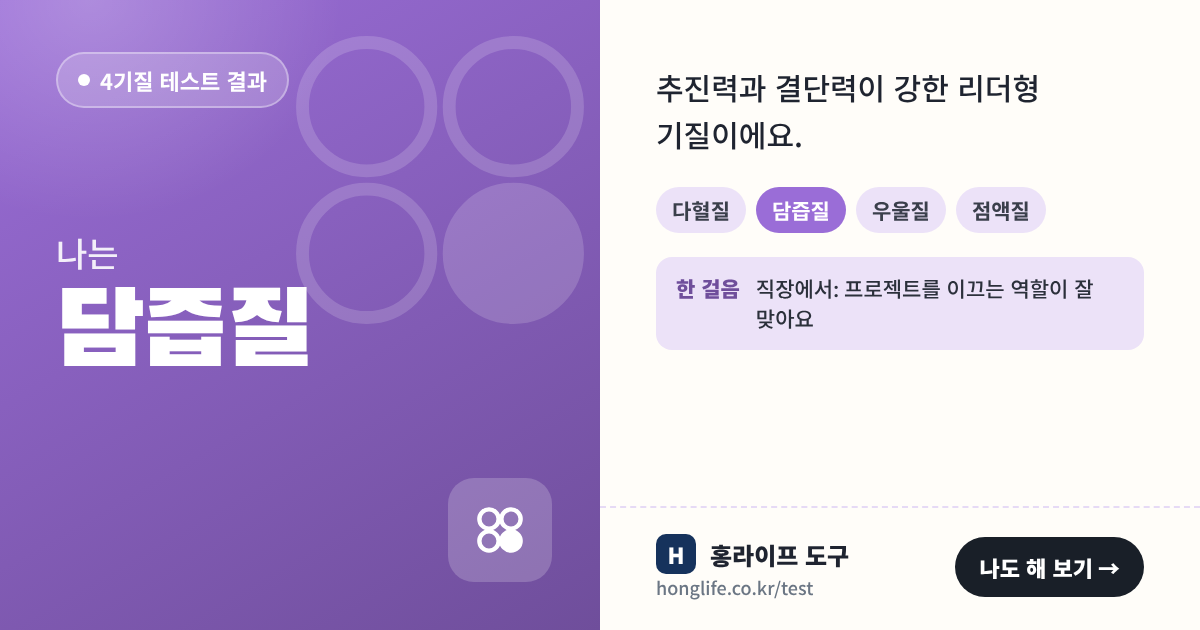 4기질 테스트 결과
나는
담즙질
추진력과 결단력이 강한 리더형
기질이에요.
다혈질 담즙질 우울질 점액질
한 걸음 직장에서: 프로젝트를 이끄는 역할이 잘
맞아요
H 홍라이프 도구
honglife.co.kr/test
나도 해 보기 →